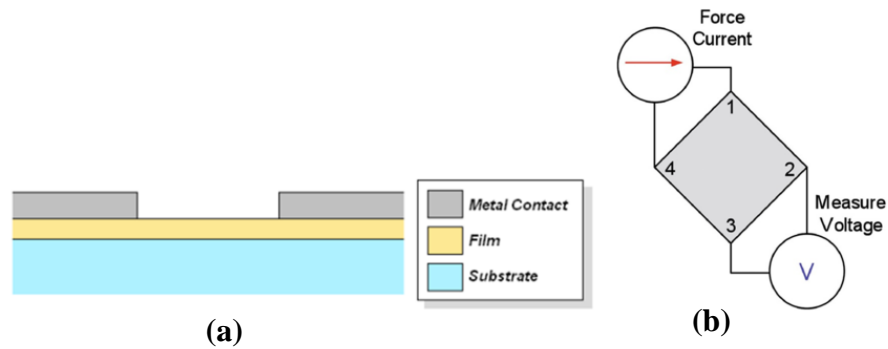 Metal Contact
Film
Substrate
(a)
Force
Current
1
4
2
3
Measure
Voltage
V
(b)